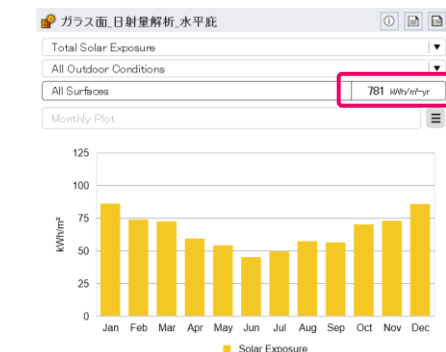 ガラス面_日射量解析_水平庇
Total Solar Exposure
All Outdoor Conditions
All Surfaces 781 kWh/m²-yr
Monthly Plot
125
100
75
50
25
0
kWh/m²
Jan Feb Mar Apr May Jun Jul Aug Sep Oct Nov Dec
Solar Exposure